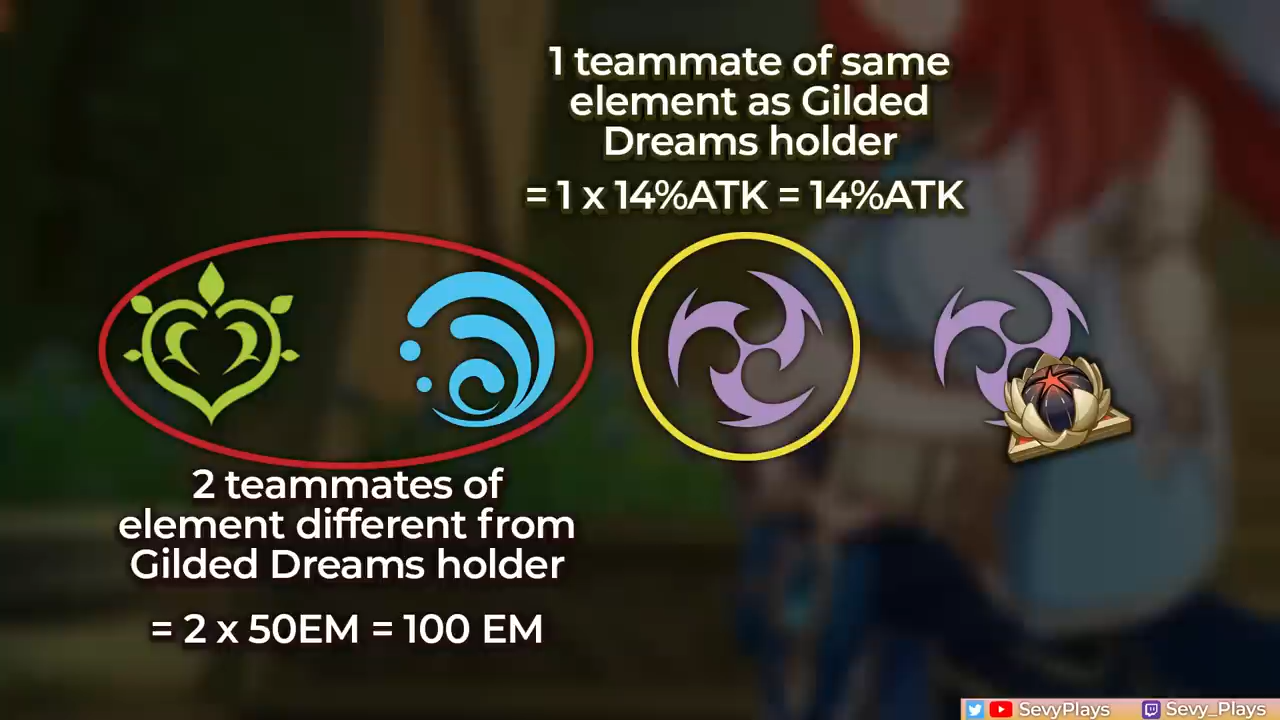 1 teammate of same
element as Gilded
Dreams holder
= 1 x 14%ATK = 14%ATK
2 teammates of
element different from
Gilded Dreams holder
= 2 x 50EM = 100 EM
SevyPlays
Sevy_Plays